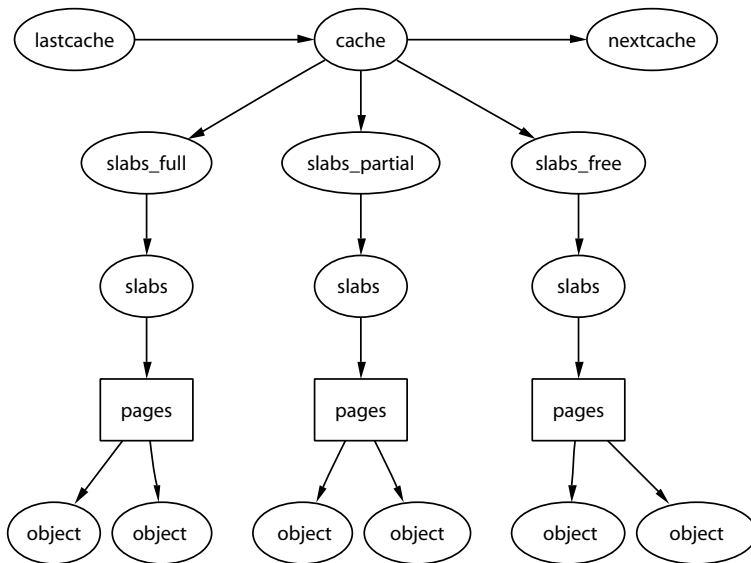 lastcache
cache
nextcache
slabs_full
slabs_partial
slabs_free
slabs
slabs
slabs
pages
pages
pages
object
object
object
object
object
object